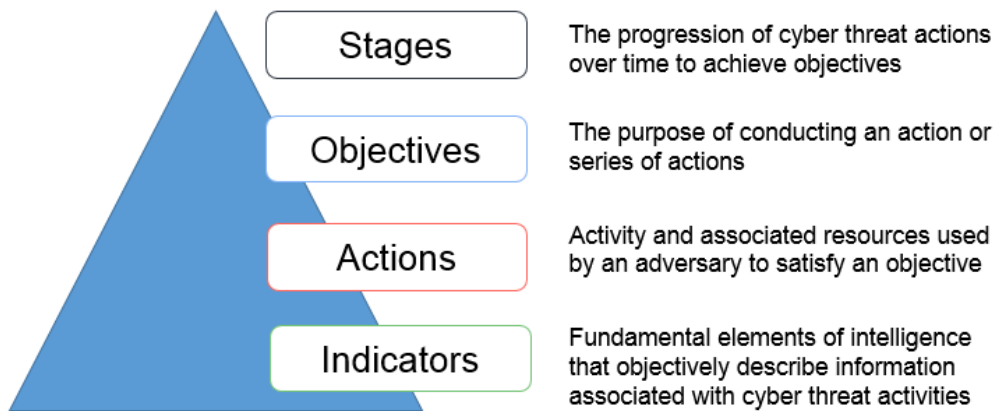 Stages
The progression of cyber threat actions
over time to achieve objectives
Objectives
The purpose of conducting an action or
series of actions
Actions
Activity and associated resources used
by an adversary to satisfy an objective
Indicators
Fundamental elements of intelligence
that objectively describe information
associated with cyber threat activities